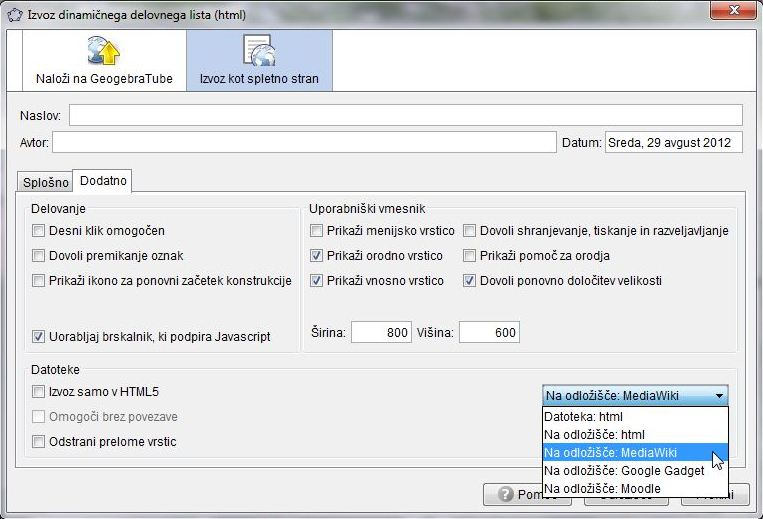 Izvoz dinamičnega delovnega lista (html)
Naloži na GeogebraTube
Izvoz kot spletno stran
Naslov:
Avtor:
Datum: Sreda, 29 avgust 2012
Splošno
Dodatno
Delovanje
Desni klik omogočen
Dovoli premikanje oznak
Prikaži ikono za ponovni začetek konstrukcije
Uorabljaj brskalnik, ki podpira Javascript
Uporabniški vmesnik
Prikaži menijsko vrstico
Dovoli shranjevanje, tiskanje in razveljavljanje
Prikaži orodno vrstico
Prikaži pomoč za orodja
Prikaži vnosno vrstico
Dovoli ponovno določitev velikosti
Širina: 800 Višina: 600
Datoteke
Izvoz samo v HTML5
Omogoči brez povezave
Odstrani prelome vrstic
Na odložišče: MediaWiki
Datoteka: html
Na odložišče: html
Na odložišče: MediaWiki
Na odložišče: Google Gadget
Na odložišče: Moodle